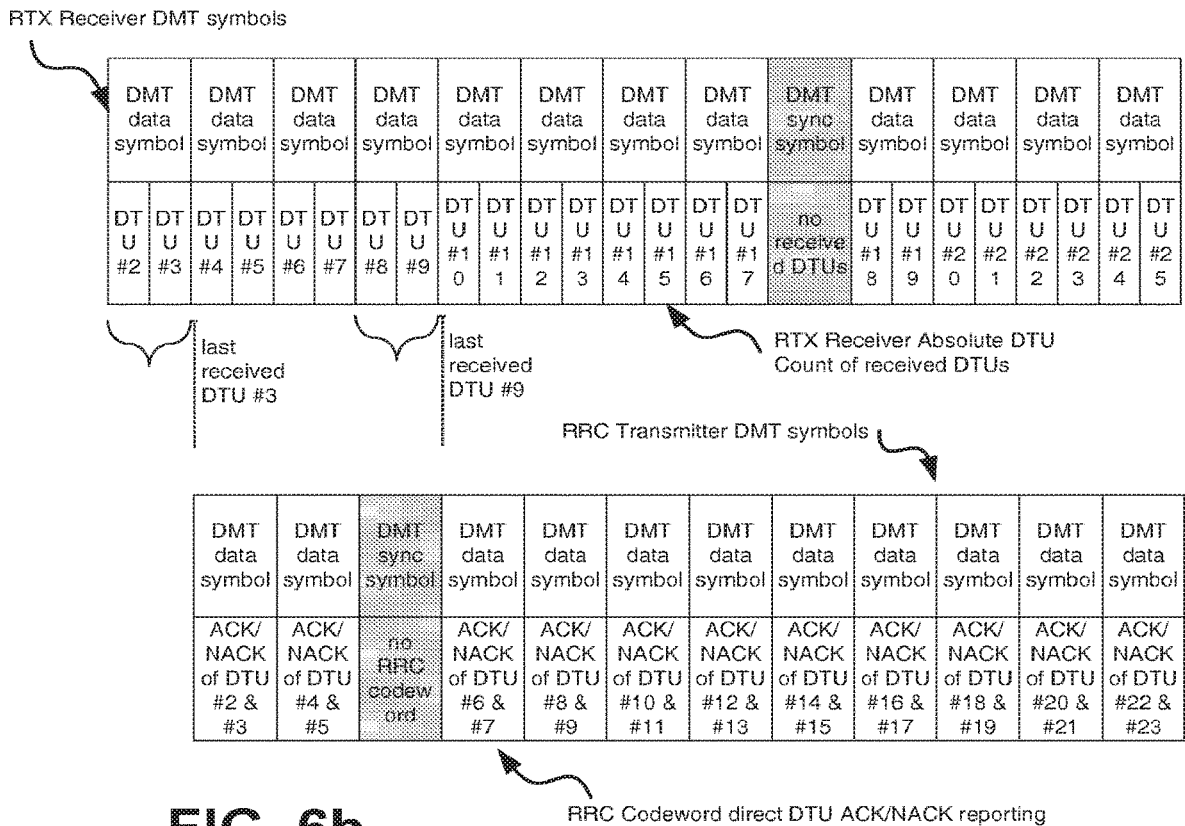 RTX Receiver DMT symbols
DMT data symbol DMT data symbol DMT data symbol DMT data symbol DMT data symbol DMT data symbol DMT data symbol DMT data symbol DMT sync symbol DMT data symbol DMT data symbol DMT data symbol DMT data symbol
DT U #2 DT U #3 DT U #4 DT U #5 DT U #6 DT U #7 DT U #8 DT U #9 DT U #1 0 DT U #1 1 DT U #1 2 DT U #1 3 DT U #1 4 DT U #1 5 DT U #1 6 DT U #1 7 no receive d DTUs DT U #1 8 DT U #1 9 DT U #2 0 DT U #2 1 DT U #2 2 DT U #2 3 DT U #2 4 DT U #2 5
last
received
DTU #3
last
received
DTU #9
RTX Receiver Absolute DTU
Count of received DTUs
RRC Transmitter DMT symbols
DMT data symbol DMT data symbol DMT sync symbol DMT data symbol DMT data symbol DMT data symbol DMT data symbol DMT data symbol DMT data symbol DMT data symbol DMT data symbol DMT data symbol
ACK/ NACK of DTU #2 & #3 ACK/ NACK of DTU #4 & #5 no RRC codew ord ACK/ NACK of DTU #6 & #7 ACK/ NACK of DTU #8 & #9 ACK/ NACK of DTU #10 & #11 ACK/ NACK of DTU #12 & #13 ACK/ NACK of DTU #14 & #15 ACK/ NACK of DTU #16 & #17 ACK/ NACK of DTU #18 & #19 ACK/ NACK of DTU #20 & #21 ACK/ NACK of DTU #22 & #23
RRC Codeword direct DTU ACK/NACK reporting
FIG. 6b